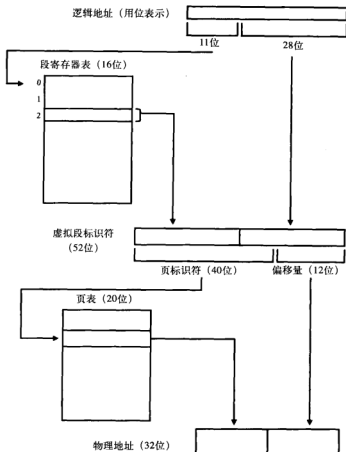 逻辑地址（用位表示）
11位
28位
段寄存器表（16位）
0
1
2
虚拟段标识符
（52位）
页标识符（40位）
偏移量（12位）
页表（20位）
物理地址（32位）